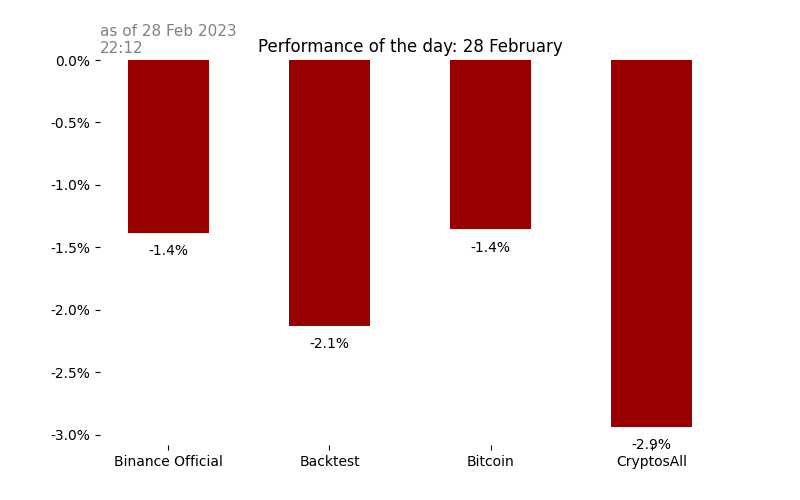 as of 28 Feb 2023
22:12
Performance of the day: 28 February
0.0%
-0.5%
-1.0%
-1.5%
-2.0%
-2.5%
-3.0%
-1.4%
-2.1%
-1.4%
-2.9%
Binance Official
Backtest
Bitcoin
CryptosAll